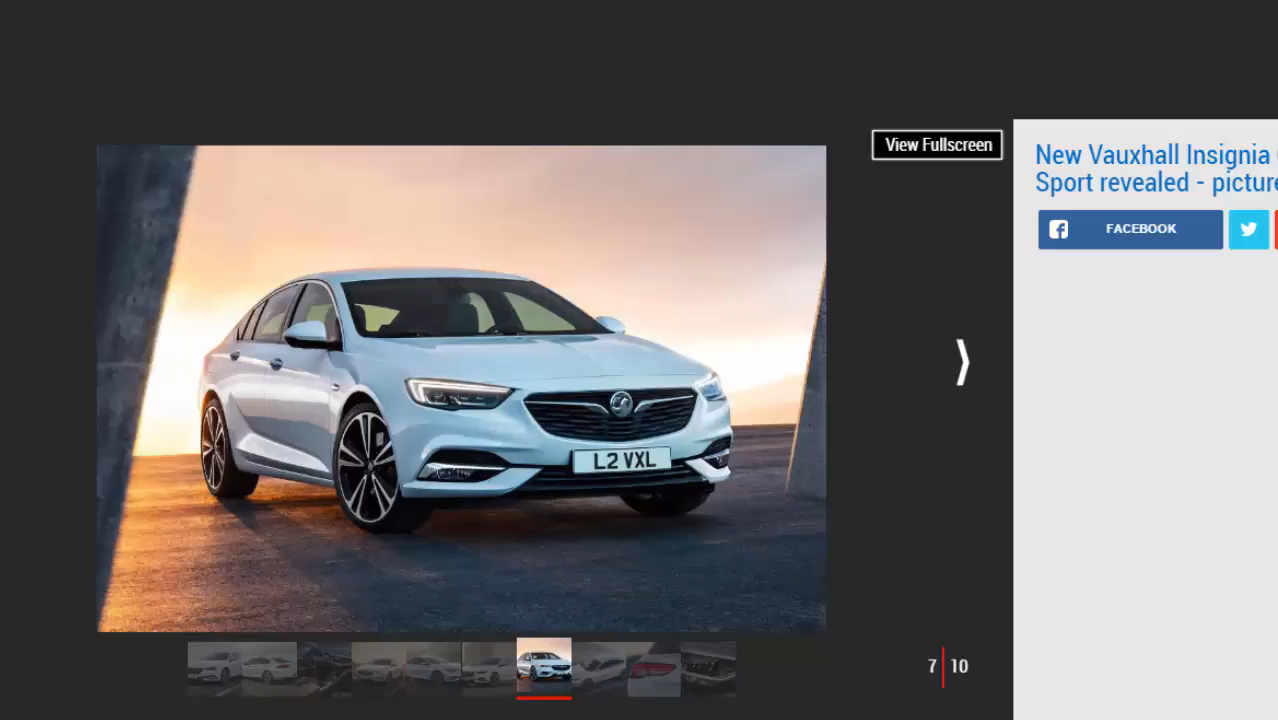 View Fullscreen
New Vauxhall Insignia
Sport revealed - picture
FACEBOOK
L2 VXL
7 10